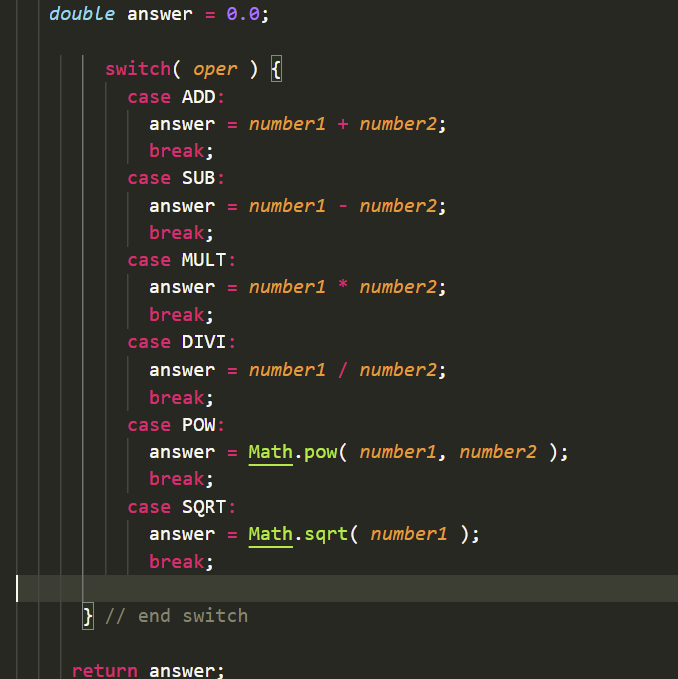 double answer = 0.0;
switch( oper ) {
case ADD:
answer = number1 + number2;
break;
case SUB:
answer = number1 - number2;
break;
case MULT:
answer = number1 * number2;
break;
case DIVI:
answer = number1 / number2;
break;
case POW:
answer = Math.pow( number1, number2 );
break;
case SQRT:
answer = Math.sqrt( number1 );
break;
} // end switch
return answer;